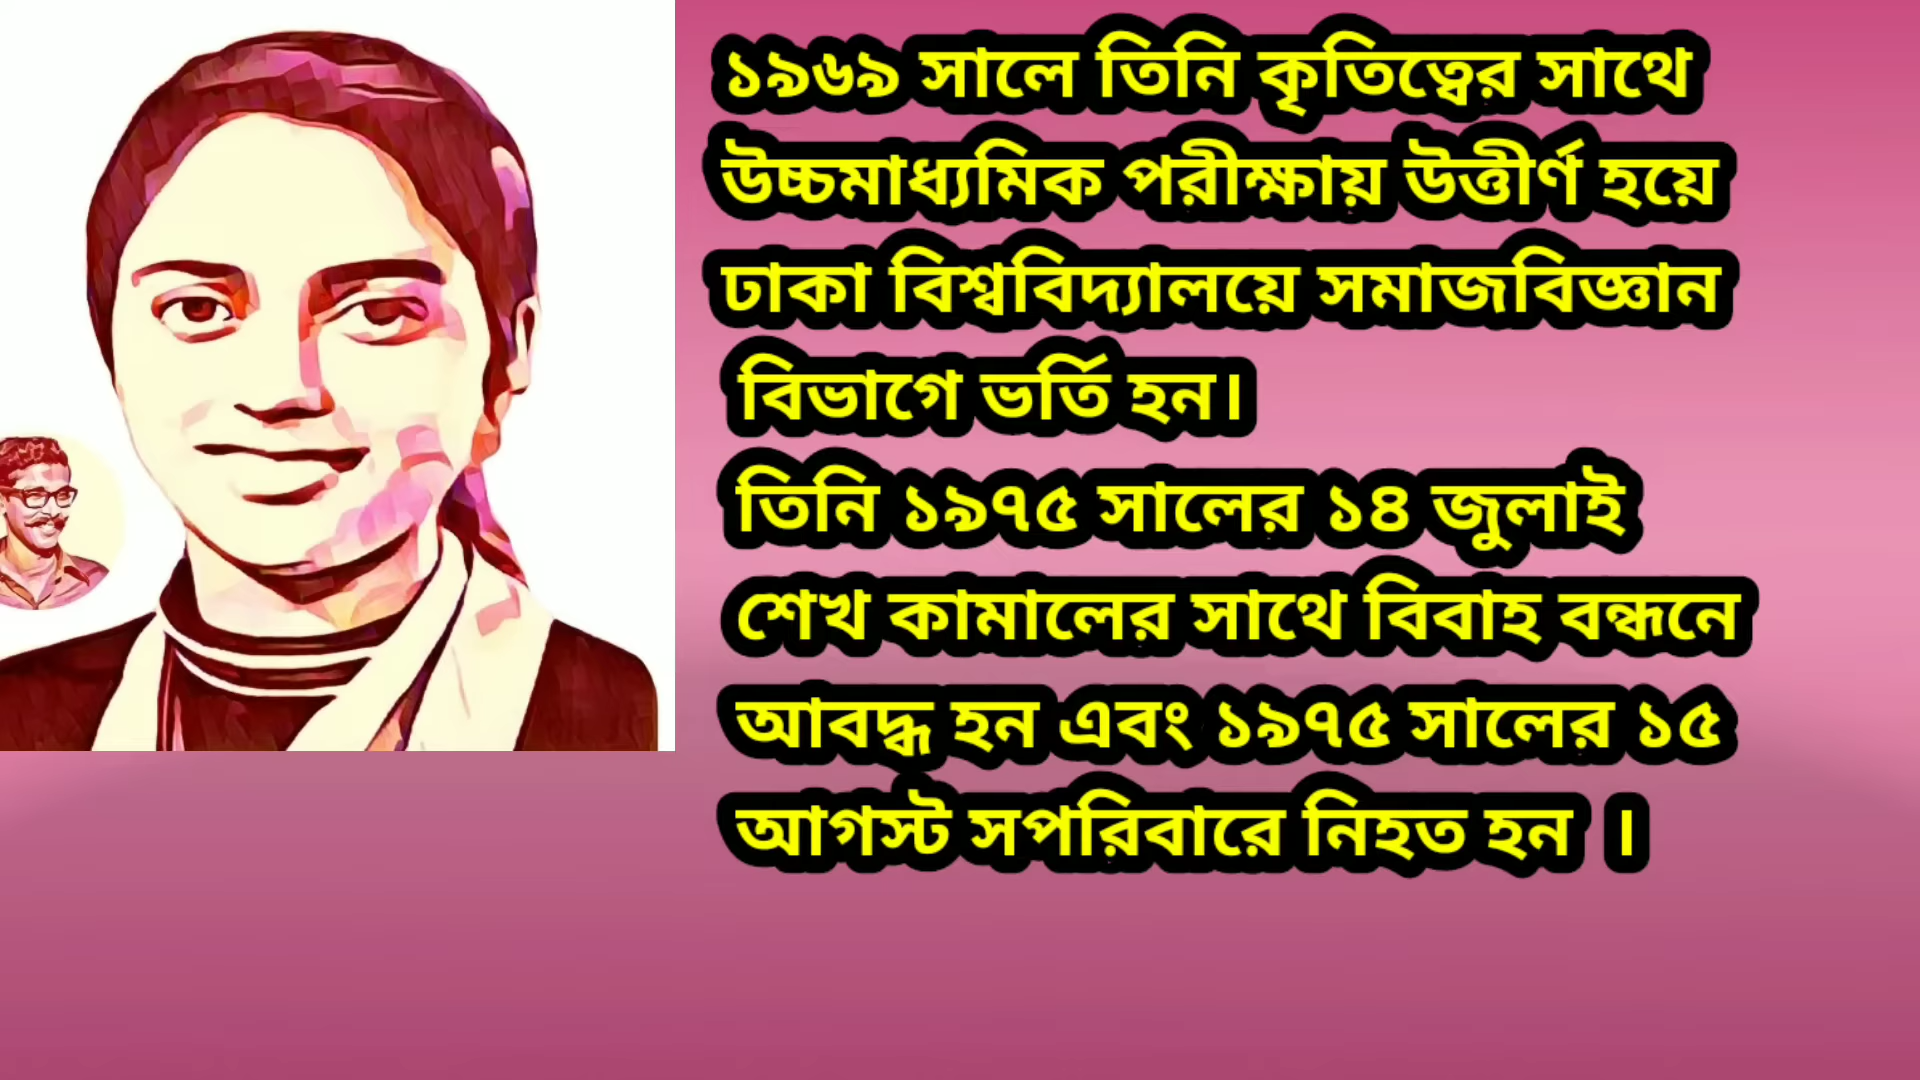 ১৯৬৯ সালে তিনি কৃতিত্বের সাথে
উচ্চমাধ্যমিক পরীক্ষায় উত্তীর্ণ হয়ে
ঢাকা বিশ্ববিদ্যালয়ে সমাজবিজ্ঞান
বিভাগে ভর্তি হন।
তিনি ১৯৭৫ সালের ১৪ জুলাই
শেখ কামালের সাথে বিবাহ বন্ধনে
আবদ্ধ হন এবং ১৯৭৫ সালের ১৫
আগস্ট সপরিবারে নিহত হন ।